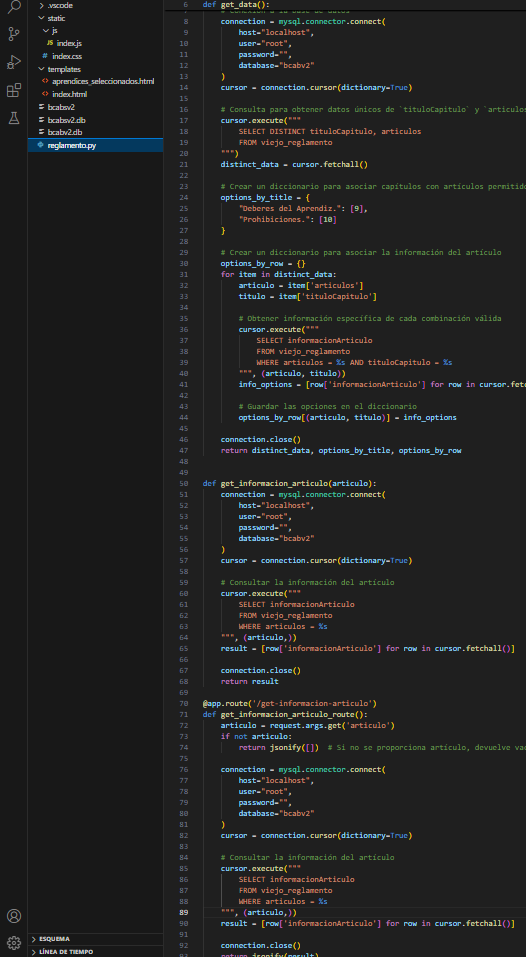 .vscode
static
js
JS index.js
# index.css
templates
<> aprendices_seleccionados.html
<> index.html
bcabsv2
bcabsv2.db
bcabv2.db
reglamento.py
ESQUEMA
LÍNEA DE TIEMPO
6 def get_data():
8 connection = mysql.connector.connect(
9 host="localhost",
10 user="root",
11 password="",
12 database="bcabv2"
13 )
14 cursor = connection.cursor(dictionary=True)
15
16 # Consulta para obtener datos únicos de `tituloCapitulo` y `articulos
17 cursor.execute("""
18 SELECT DISTINCT tituloCapitulo, articulos
19 FROM viejo_reglamento
20 """)
21 distinct_data = cursor.fetchall()
22
23 # Crear un diccionario para asociar capítulos con artículos permitido
24 options_by_title = {
25 "Deberes del Aprendiz.": [9],
26 "Prohibiciones.": [10]
27 }
28
29 # Crear un diccionario para asociar la información del artículo
30 options_by_row = {}
31 for item in distinct_data:
32 articulo = item['articulos']
33 titulo = item['tituloCapitulo']
34
35 # Obtener información específica de cada combinación válida
36 cursor.execute("""
37 SELECT informacionArticulo
38 FROM viejo_reglamento
39 WHERE articulos = %s AND tituloCapitulo = %s
40 """, (articulo, titulo))
41 info_options = [row['informacionArticulo'] for row in cursor.fetc
42
43 # Guardar las opciones en el diccionario
44 options_by_row[(articulo, titulo)] = info_options
45
46 connection.close()
47 return distinct_data, options_by_title, options_by_row
48
49
50 def get_informacion_articulo(articulo):
51 connection = mysql.connector.connect(
52 host="localhost",
53 user="root",
54 password="",
55 database="bcabv2"
56 )
57 cursor = connection.cursor(dictionary=True)
58
59 # Consultar la información del artículo
60 cursor.execute("""
61 SELECT informacionArticulo
62 FROM viejo_reglamento
63 WHERE articulos = %s
64 """, (articulo,))
65 result = [row['informacionArticulo'] for row in cursor.fetchall()]
66
67 connection.close()
68 return result
69
70 @app.route('/get-informacion-articulo')
71 def get_informacion_articulo_route():
72 articulo = request.args.get('articulo')
73 if not articulo:
74 return jsonify([]) # Si no se proporciona artículo, devuelve vac
75
76 connection = mysql.connector.connect(
77 host="localhost",
78 user="root",
79 password="",
80 database="bcabv2"
81 )
82 cursor = connection.cursor(dictionary=True)
83
84 # Consultar la información del artículo
85 cursor.execute("""
86 SELECT informacionArticulo
87 FROM viejo_reglamento
88 WHERE articulos = %s
89 """, (articulo,))
90 result = [row['informacionArticulo'] for row in cursor.fetchall()]
91
92 connection.close()
93 return jsonify(result)